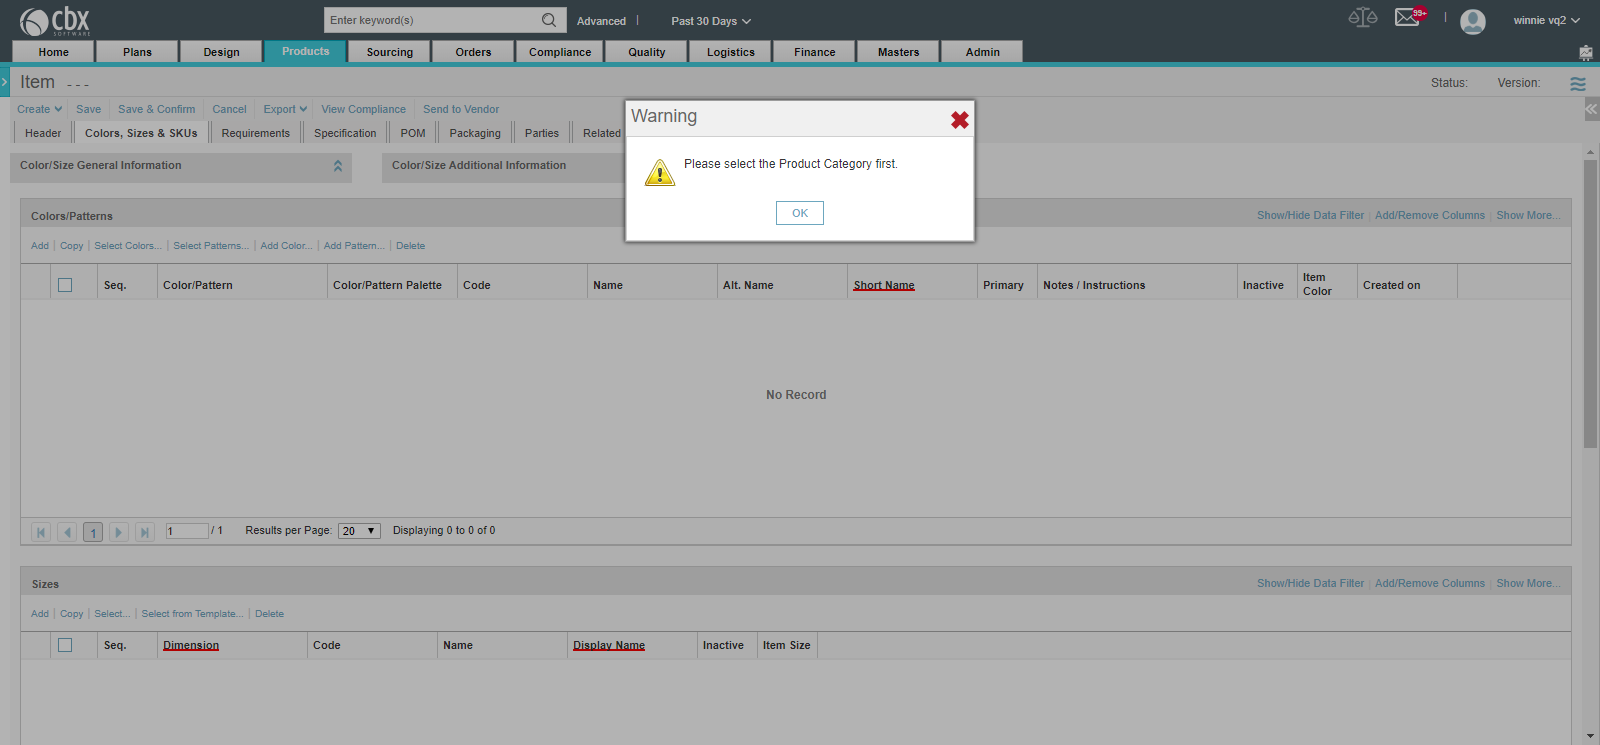 cbx
SOFTWARE
Enter keyword(s)
Advanced
Past 30 Days
99+
winnie vq2
Home
Plans
Design
Products
Sourcing
Orders
Compliance
Quality
Logistics
Finance
Masters
Admin
Item - - -
Status:
Version:
Create
Save
Save & Confirm
Cancel
Export
View Compliance
Send to Vendor
Header
Colors, Sizes & SKUs
Requirements
Specification
POM
Packaging
Parties
Related
Warning
Please select the Product Category first.
OK
Color/Size General Information
Color/Size Additional Information
Colors/Patterns
Show/Hide Data Filter
Add/Remove Columns
Show More...
Add
Copy
Select Colors...
Select Patterns...
Add Color...
Add Pattern...
Delete
Seq.
Color/Pattern
Color/Pattern Palette
Code
Name
Alt. Name
Short Name
Primary
Notes / Instructions
Inactive
Item
Color
Created on
No Record
1
1
/ 1
Results per Page:
20
Displaying 0 to 0 of 0
Sizes
Show/Hide Data Filter
Add/Remove Columns
Show More...
Add
Copy
Select...
Select from Template...
Delete
Seq.
Dimension
Code
Name
Display Name
Inactive
Item Size